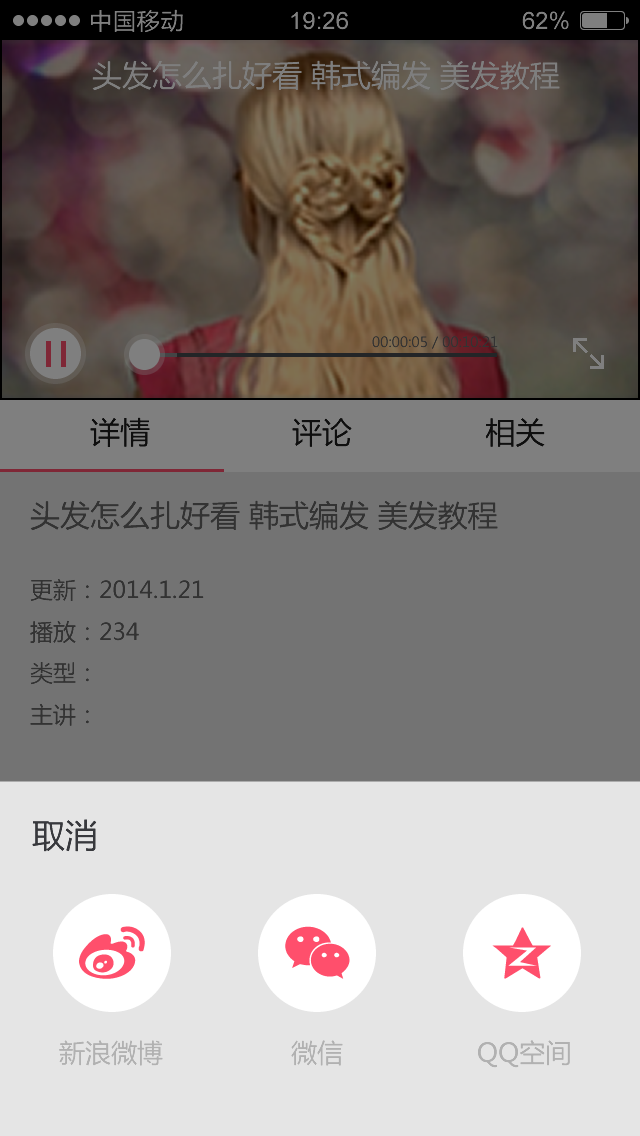 中国移动 19:26 62%
头发怎么扎好看 韩式编发 美发教程
00:00:05 /
详情 评论 相关
头发怎么扎好看 韩式编发 美发教程
更新：2014.1.21
播放：234
类型：
主讲：
取消
新浪微博 微信 QQ空间